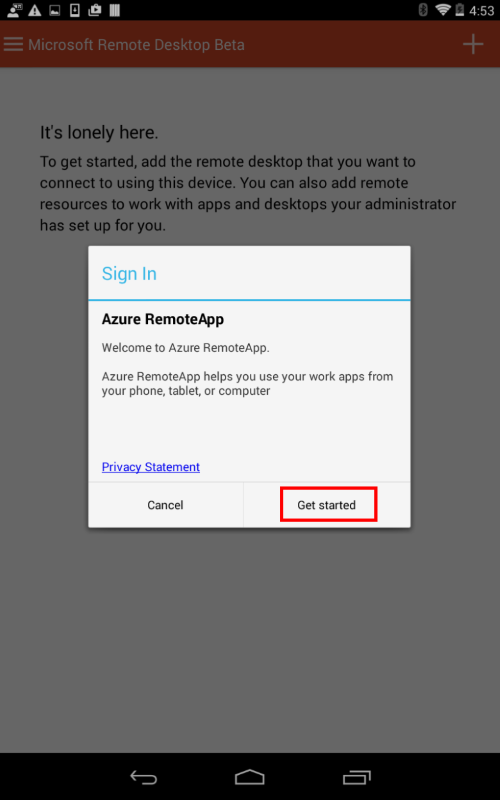 4:53
Microsoft Remote Desktop Beta
It's lonely here.
To get started, add the remote desktop that you want to
connect to using this device. You can also add remote
resources to work with apps and desktops your administrator
has set up for you.
Sign In
Azure RemoteApp
Welcome to Azure RemoteApp.
Azure RemoteApp helps you use your work apps from
your phone, tablet, or computer
Privacy Statement
Cancel
Get started